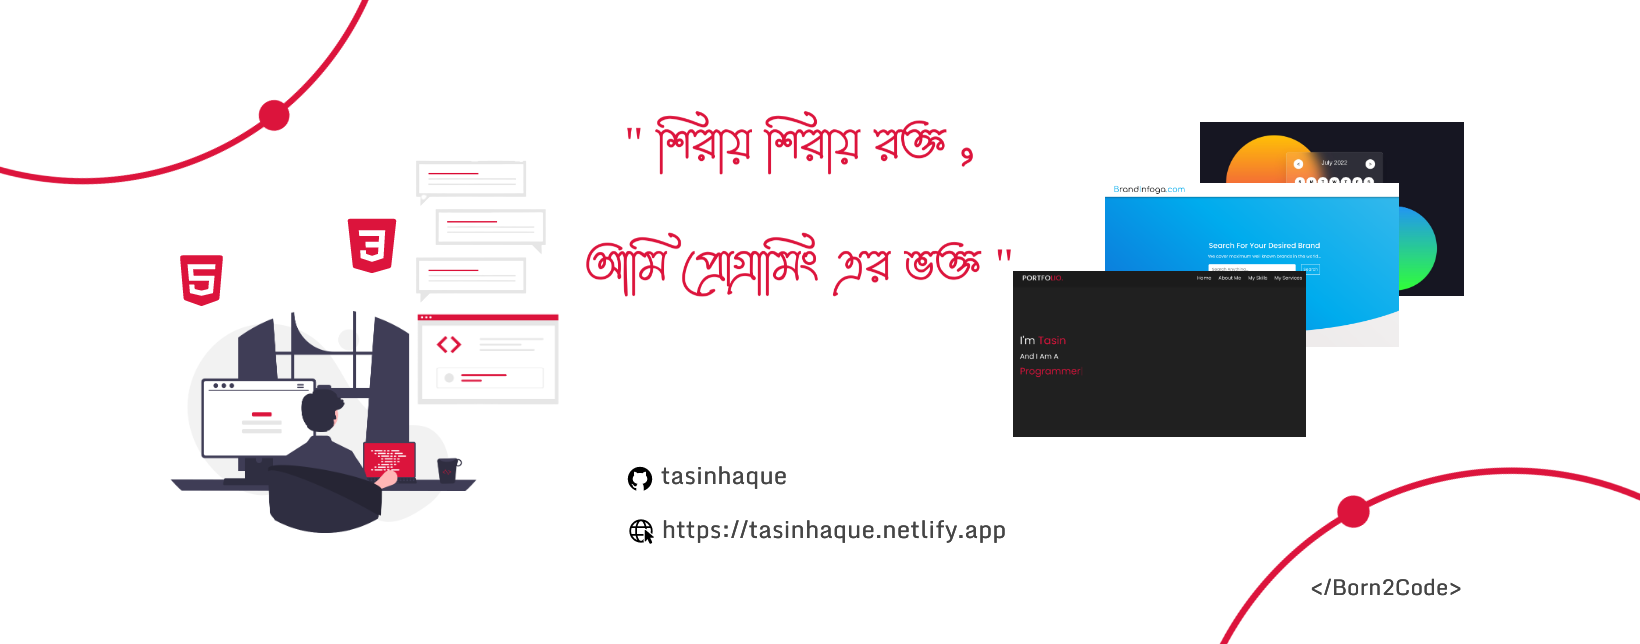 " শিরায় শিরায় রক্ত ,
আমি প্রোগ্রামিং এর ভক্ত "
July 2022
BrandInfoga.com
Search For Your Desired Brand
Search
PORTFOLIO
Home About Me My Skills My Services
I'm Tasin
And I Am A
Programmer!
tasinhaque
https://tasinhaque.netlify.app
</Born2Code>